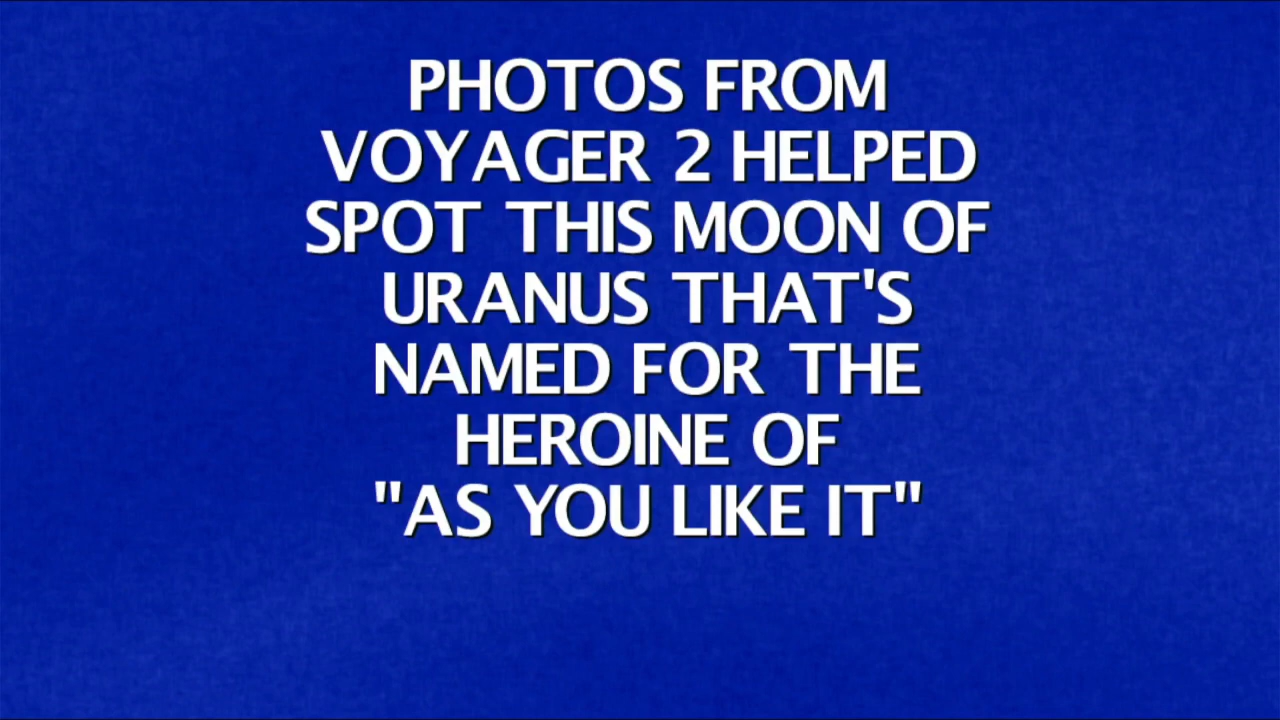 PHOTOS FROM
VOYAGER 2 HELPED
SPOT THIS MOON OF
URANUS THAT'S
NAMED FOR THE
HEROINE OF
"AS YOU LIKE IT"